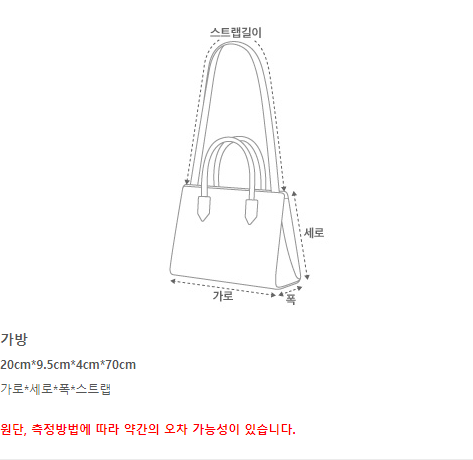 스트랩길이
세로
가로
폭
가방
20cm*9.5cm*4cm*70cm
가로*세로*폭*스트랩
원단, 측정방법에 따라 약간의 오차 가능성이 있습니다.